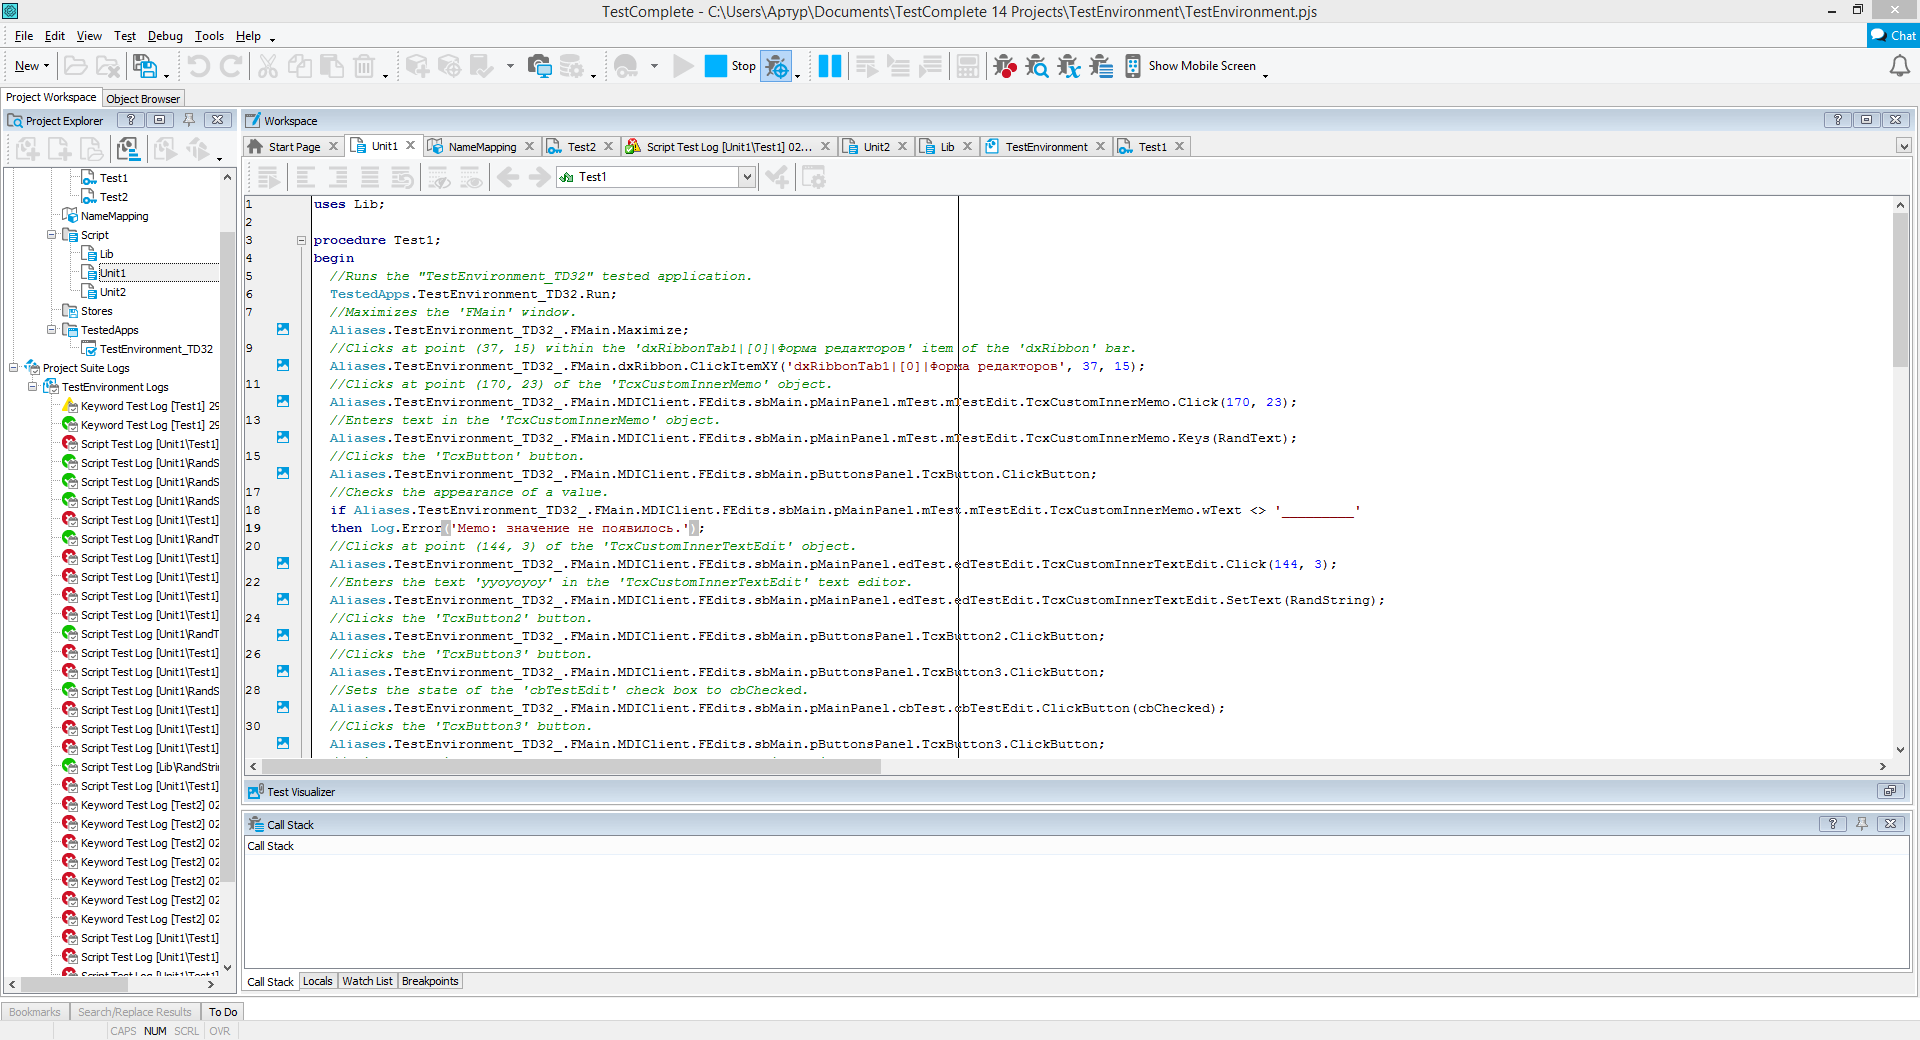 TestComplete - C:\Users\Артур\Documents\TestComplete 14 Projects\TestEnvironment\TestEnvironment.pjs
File Edit View Test Debug Tools Help
Chat
New Stop Show Mobile Screen
Project Workspace Object Browser
Project Explorer
Test1
Test2
NameMapping
Script
Lib
Unit1
Unit2
Stores
TestedApps
TestEnvironment_TD32
Project Suite Logs
TestEnvironment Logs
Keyword Test Log [Test1] 29
Keyword Test Log [Test1] 29
Script Test Log [Unit1\Test1]
Script Test Log [Unit1\RandS
Script Test Log [Unit1\RandS
Script Test Log [Unit1\RandS
Script Test Log [Unit1\Test1]
Script Test Log [Unit1\RandT
Script Test Log [Unit1\Test1]
Script Test Log [Unit1\Test1]
Script Test Log [Unit1\Test1]
Script Test Log [Unit1\Test1]
Script Test Log [Unit1\RandT
Script Test Log [Unit1\Test1]
Script Test Log [Unit1\Test1]
Script Test Log [Unit1\RandS
Script Test Log [Unit1\Test1]
Script Test Log [Unit1\Test1]
Script Test Log [Unit1\Test1]
Script Test Log [Lib\RandStri
Script Test Log [Unit1\Test1]
Keyword Test Log [Test2] 02
Keyword Test Log [Test2] 02
Keyword Test Log [Test2] 02
Keyword Test Log [Test2] 02
Keyword Test Log [Test2] 02
Keyword Test Log [Test2] 02
Keyword Test Log [Test2] 02
Script Test Log [Unit1\Test1]
Script Test Log [Unit1\Test1]
Script Test Log [Unit1\Test1]
Workspace
Start Page Unit1 NameMapping Test2 Script Test Log [Unit1\Test1] 02... Unit2 Lib TestEnvironment Test1
Test1
1 uses Lib;
2
3 procedure Test1;
4 begin
5 //Runs the "TestEnvironment_TD32" tested application.
6 TestedApps.TestEnvironment_TD32.Run;
7 //Maximizes the 'FMain' window.
Aliases.TestEnvironment_TD32_.FMain.Maximize;
9 //Clicks at point (37, 15) within the 'dxRibbonTab1|[0]|Форма редакторов' item of the 'dxRibbon' bar.
Aliases.TestEnvironment_TD32_.FMain.dxRibbon.ClickItemXY('dxRibbonTab1|[0]|Форма редакторов', 37, 15);
11 //Clicks at point (170, 23) of the 'TcxCustomInnerMemo' object.
Aliases.TestEnvironment_TD32_.FMain.MDIClient.FEdits.sbMain.pMainPanel.mTest.mTestEdit.TcxCustomInnerMemo.Click(170, 23);
13 //Enters text in the 'TcxCustomInnerMemo' object.
Aliases.TestEnvironment_TD32_.FMain.MDIClient.FEdits.sbMain.pMainPanel.mTest.mTestEdit.TcxCustomInnerMemo.Keys(RandText);
15 //Clicks the 'TcxButton' button.
Aliases.TestEnvironment_TD32_.FMain.MDIClient.FEdits.sbMain.pButtonsPanel.TcxButton.ClickButton;
17 //Checks the appearance of a value.
18 if Aliases.TestEnvironment_TD32_.FMain.MDIClient.FEdits.sbMain.pMainPanel.mTest.mTestEdit.TcxCustomInnerMemo.wText <> '_________'
19 then Log.Error('Memo: значение не появилось.');
20 //Clicks at point (144, 3) of the 'TcxCustomInnerTextEdit' object.
Aliases.TestEnvironment_TD32_.FMain.MDIClient.FEdits.sbMain.pMainPanel.edTest.edTestEdit.TcxCustomInnerTextEdit.Click(144, 3);
22 //Enters the text 'yyoyoyoy' in the 'TcxCustomInnerTextEdit' text editor.
Aliases.TestEnvironment_TD32_.FMain.MDIClient.FEdits.sbMain.pMainPanel.edTest.edTestEdit.TcxCustomInnerTextEdit.SetText(RandString);
24 //Clicks the 'TcxButton2' button.
Aliases.TestEnvironment_TD32_.FMain.MDIClient.FEdits.sbMain.pButtonsPanel.TcxButton2.ClickButton;
26 //Clicks the 'TcxButton3' button.
Aliases.TestEnvironment_TD32_.FMain.MDIClient.FEdits.sbMain.pButtonsPanel.TcxButton3.ClickButton;
28 //Sets the state of the 'cbTestEdit' check box to cbChecked.
Aliases.TestEnvironment_TD32_.FMain.MDIClient.FEdits.sbMain.pMainPanel.cbTest.cbTestEdit.ClickButton(cbChecked);
30 //Clicks the 'TcxButton3' button.
Aliases.TestEnvironment_TD32_.FMain.MDIClient.FEdits.sbMain.pButtonsPanel.TcxButton3.ClickButton;
Test Visualizer
Call Stack
Call Stack
Call Stack Locals Watch List Breakpoints
Bookmarks Search/Replace Results To Do
CAPS NUM SCRL OVR